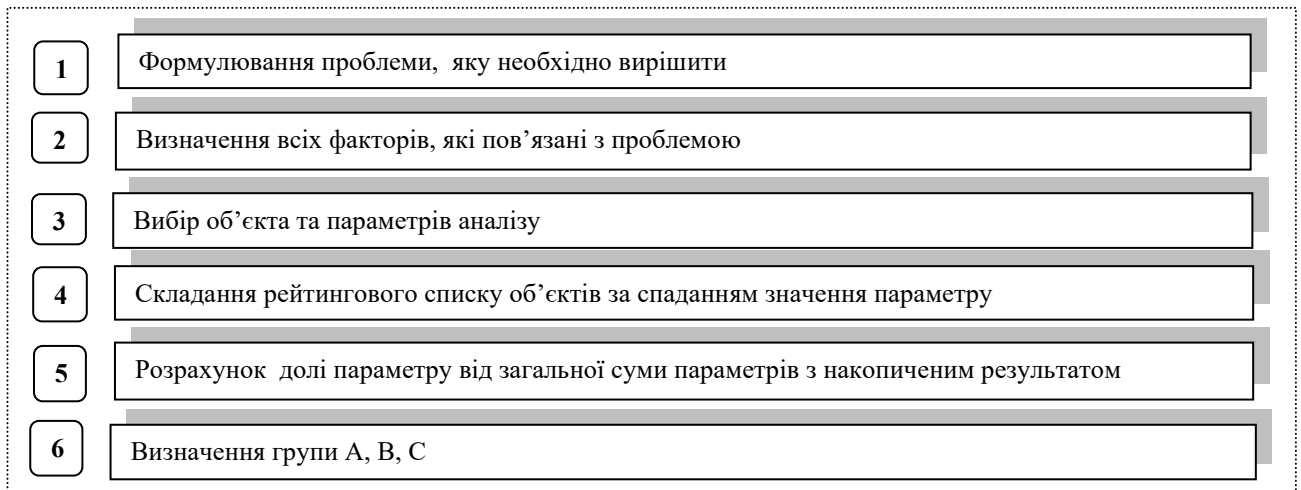 1 Формулювання проблеми, яку необхідно вирішити
2 Визначення всіх факторів, які пов’язані з проблемою
3 Вибір об’єкта та параметрів аналізу
4 Складання рейтингового списку об’єктів за спаданням значення параметру
5 Розрахунок долі параметру від загальної суми параметрів з накопиченим результатом
6 Визначення групи А, В, С